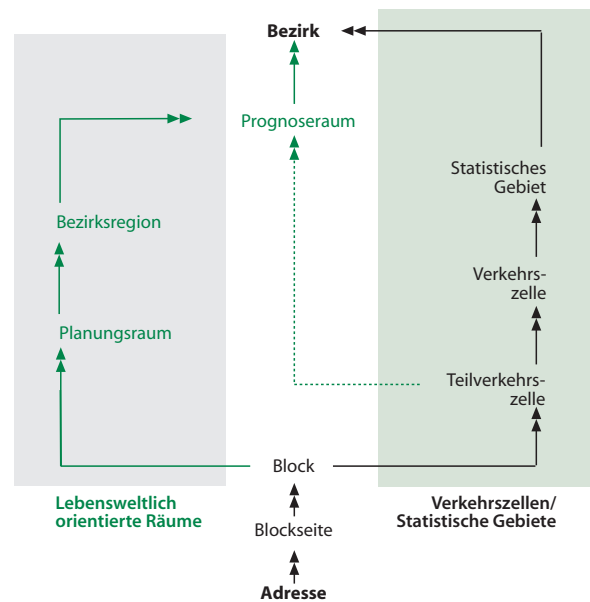 Bezirk
Prognoseraum
Statistisches
Gebiet
Bezirksregion
Verkehrs-
zelle
Planungsraum
Teilverkehrs-
zelle
Block
Lebensweltlich
orientierte Räume
Verkehrszellen/
Statistische Gebiete
Blockseite
Adresse